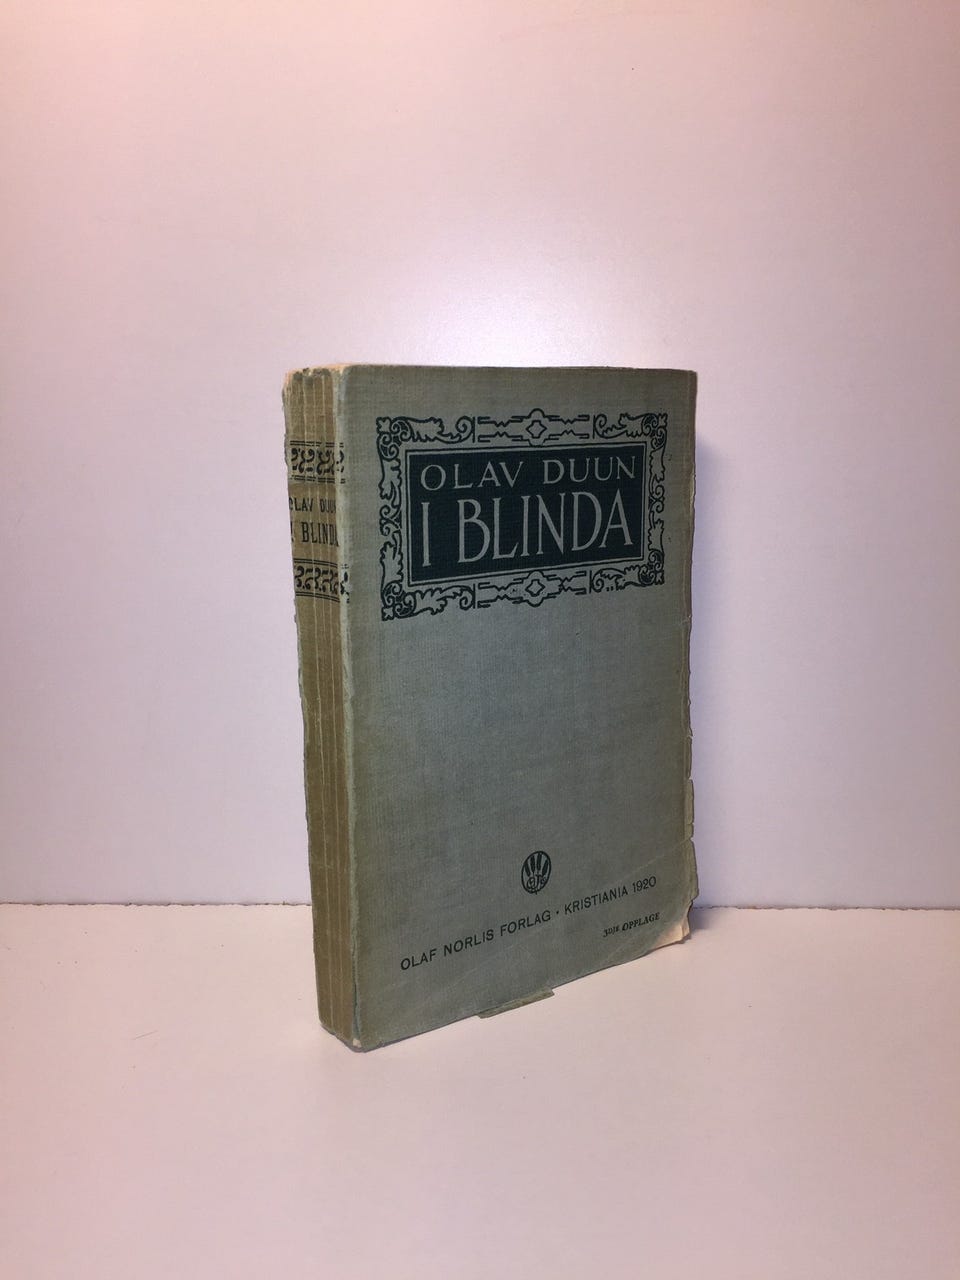 OLAV DUUN
I BLINDA
OLAV DUUN
I BLINDA
OLAF NORLIS FORLAG · KRISTIANIA 1920
3DJE OPPLAGE